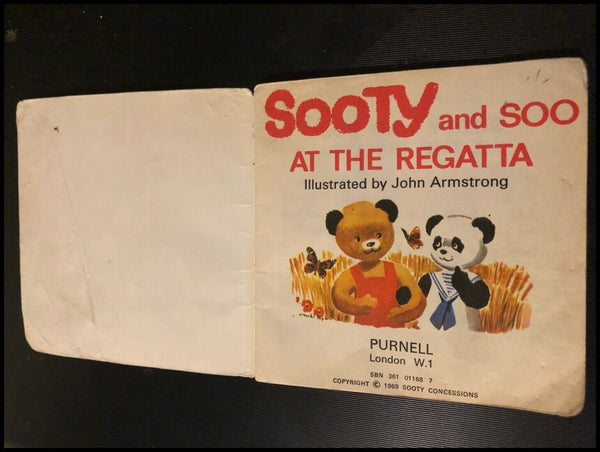 SOOTY and SOO
AT THE REGATTA
Illustrated by John Armstrong
PURNELL
London W.1
SBN 361 01168 7
COPYRIGHT © 1969 SOOTY CONCESSIONS